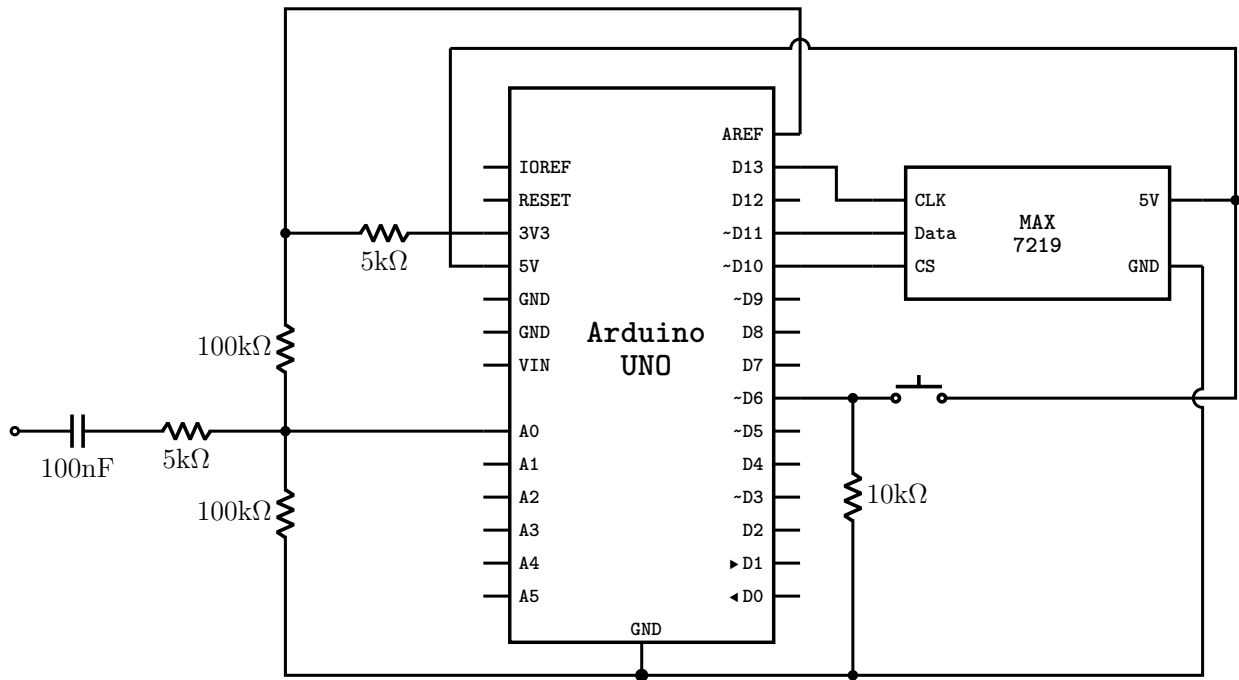 AREF
IOREF
D13
RESET
D12
CLK
5V
MAX
7219
3V3
~D11
Data
5kΩ
5V
~D10
CS
GND
GND
~D9
GND
D8
Arduino
UNO
100kΩ
VIN
D7
~D6
A0
~D5
100nF
5kΩ
A1
D4
A2
~D3
10kΩ
100kΩ
A3
D2
A4
▸D1
A5
◂D0
GND